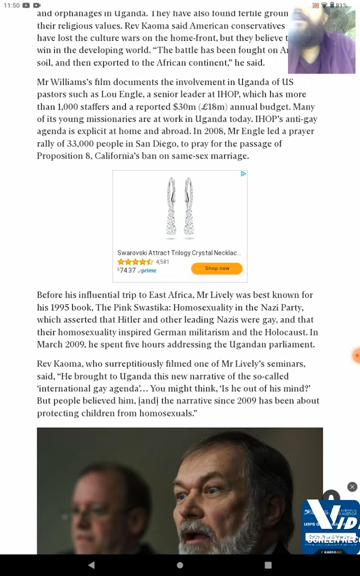 11:50
91%
and orphanages in Uganda. They have also found fertile ground
their religious values. Rev Kaoma said American conservatives
have lost the culture wars on the home-front, but they believe t
win in the developing world. "The battle has been fought on Am
soil, and then exported to the African continent," he said.
Mr Williams's film documents the involvement in Uganda of US
pastors such as Lou Engle, a senior leader at IHOP, which has more
than 1,000 staffers and a reported $30m (£18m) annual budget. Many
of its young missionaries are at work in Uganda today. IHOP's anti-gay
agenda is explicit at home and abroad. In 2008, Mr Engle led a prayer
rally of 33,000 people in San Diego, to pray for the passage of
Proposition 8, California's ban on same-sex marriage.
Swarovski Attract Trilogy Crystal Necklac...
4,581
$74.37 prime
Shop now
Before his influential trip to East Africa, Mr Lively was best known for
his 1995 book, The Pink Swastika: Homosexuality in the Nazi Party,
which asserted that Hitler and other leading Nazis were gay, and that
their homosexuality inspired German militarism and the Holocaust. In
March 2009, he spent five hours addressing the Ugandan parliament.
Rev Kaoma, who surreptitiously filmed one of Mr Lively's seminars,
said, "He brought to Uganda this new narrative of the so-called
'international gay agenda'... You might think, 'Is he out of his mind?'
But people believed him, [and] the narrative since 2009 has been about
protecting children from homosexuals."